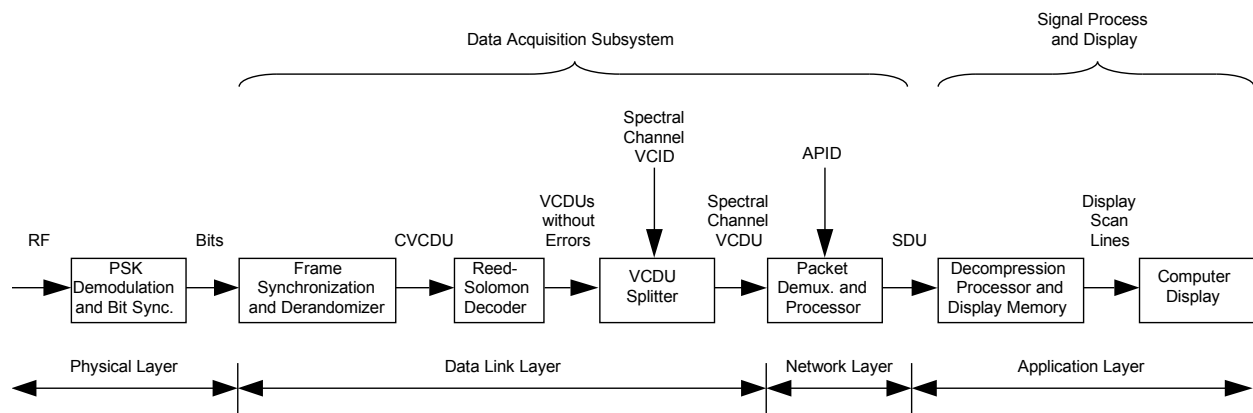 Signal Process
and Display
Data Acquisition Subsystem
Spectral
Channel
VCID
APID
RF
Bits
CVCDU
VCDUs
without
Errors
Spectral
Channel
VCDU
SDU
Display
Scan
Lines
PSK
Demodulation
and Bit Sync.
Frame
Synchronization
and Derandomizer
Reed-
Solomon
Decoder
VCDU
Splitter
Packet
Demux. and
Processor
Decompression
Processor and
Display Memory
Computer
Display
Physical Layer
Data Link Layer
Network Layer
Application Layer